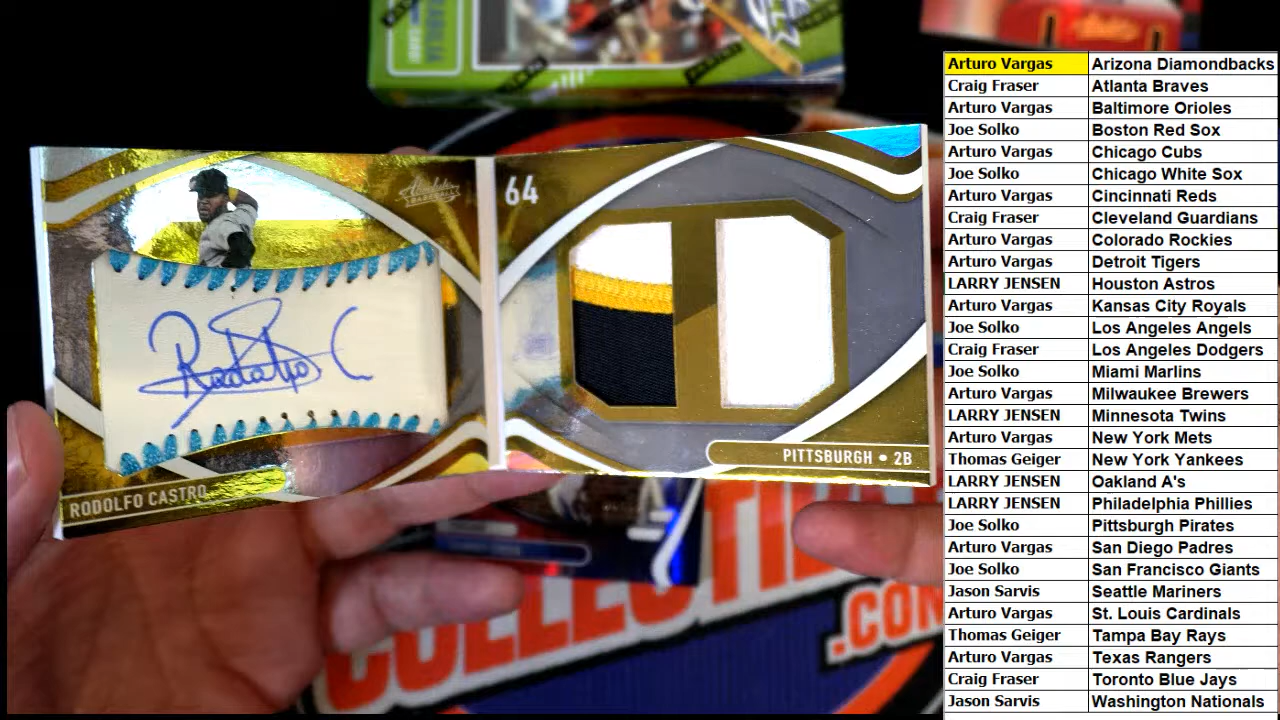 Absolute
BASEBALL
64
Rodolfo C
RODOLFO CASTRO
PITTSBURGH • 2B
COLLECTI
.CON
Arturo Vargas Arizona Diamondbacks
Craig Fraser Atlanta Braves
Arturo Vargas Baltimore Orioles
Joe Solko Boston Red Sox
Arturo Vargas Chicago Cubs
Joe Solko Chicago White Sox
Arturo Vargas Cincinnati Reds
Craig Fraser Cleveland Guardians
Arturo Vargas Colorado Rockies
Arturo Vargas Detroit Tigers
LARRY JENSEN Houston Astros
Arturo Vargas Kansas City Royals
Joe Solko Los Angeles Angels
Craig Fraser Los Angeles Dodgers
Joe Solko Miami Marlins
Arturo Vargas Milwaukee Brewers
LARRY JENSEN Minnesota Twins
Arturo Vargas New York Mets
Thomas Geiger New York Yankees
LARRY JENSEN Oakland A's
LARRY JENSEN Philadelphia Phillies
Joe Solko Pittsburgh Pirates
Arturo Vargas San Diego Padres
Joe Solko San Francisco Giants
Jason Sarvis Seattle Mariners
Arturo Vargas St. Louis Cardinals
Thomas Geiger Tampa Bay Rays
Arturo Vargas Texas Rangers
Craig Fraser Toronto Blue Jays
Jason Sarvis Washington Nationals